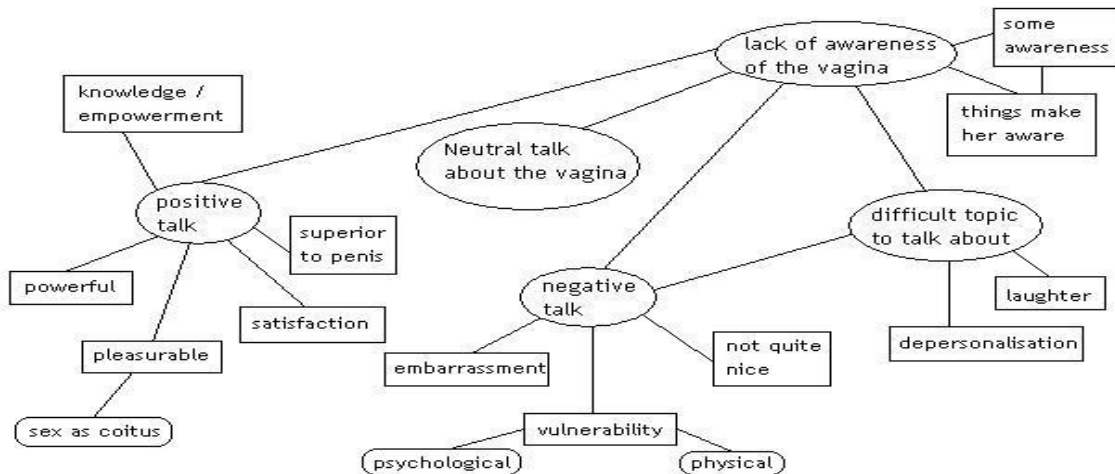 lack of awareness
of the vagina
some
awareness
things make
her aware
knowledge /
empowerment
Neutral talk
about the vagina
positive
talk
superior
to penis
powerful
satisfaction
pleasurable
sex as coitus
difficult topic
to talk about
laughter
depersonalisation
negative
talk
embarrassment
not quite
nice
vulnerability
psychological
physical